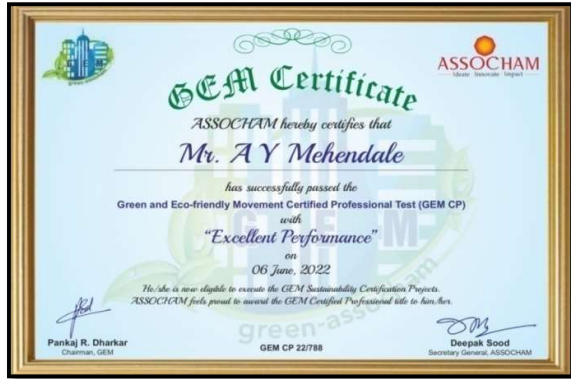 ASSOCHAM
Ideate Innovate Impact
GEM Certificate
ASSOCHAM hereby certifies that
Mr. A Y Mehendale
has successfully passed the
Green and Eco-friendly Movement Certified Professional Test (GEM CP)
with
"Excellent Performance"
on
06 June, 2022
He/she is now eligible to execute the GEM Sustainability Certification Projects.
ASSOCHAM feels proud to award the GEM Certified Professional title to him/her.
Pankaj R. Dharkar
Chairman, GEM
GEM CP 22/788
Deepak Sood
Secretary General, ASSOCHAM
GEM